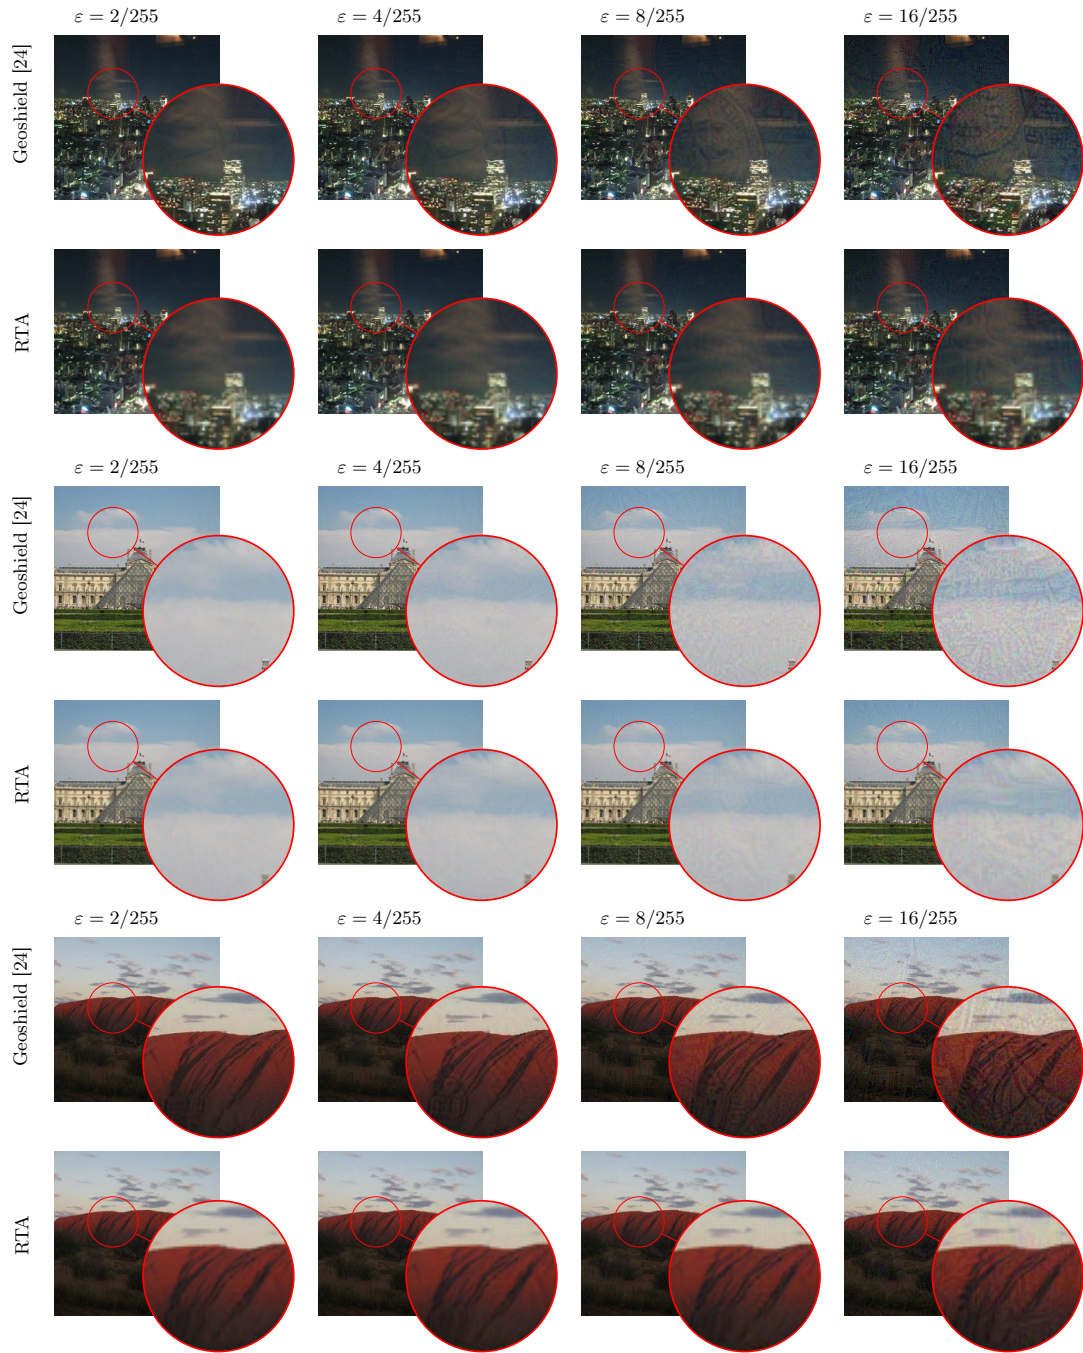 ε = 2/255 ε = 4/255 ε = 8/255 ε = 16/255
Geoshield [24]
RTA
ε = 2/255 ε = 4/255 ε = 8/255 ε = 16/255
Geoshield [24]
RTA
ε = 2/255 ε = 4/255 ε = 8/255 ε = 16/255
Geoshield [24]
RTA